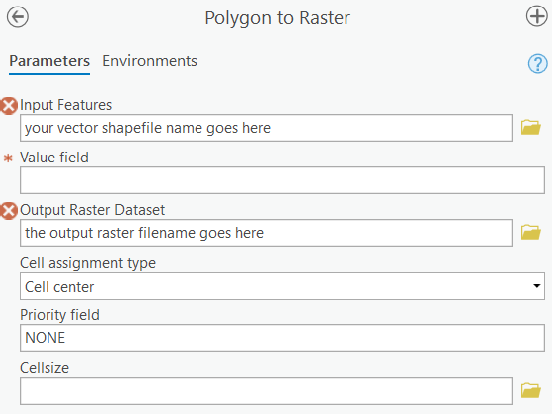 Polygon to Raster
Parameters Environments
?
Input Features
your vector shapefile name goes here
* Value field
Output Raster Dataset
the output raster filename goes here
Cell assignment type
Cell center
Priority field
NONE
Cellsize